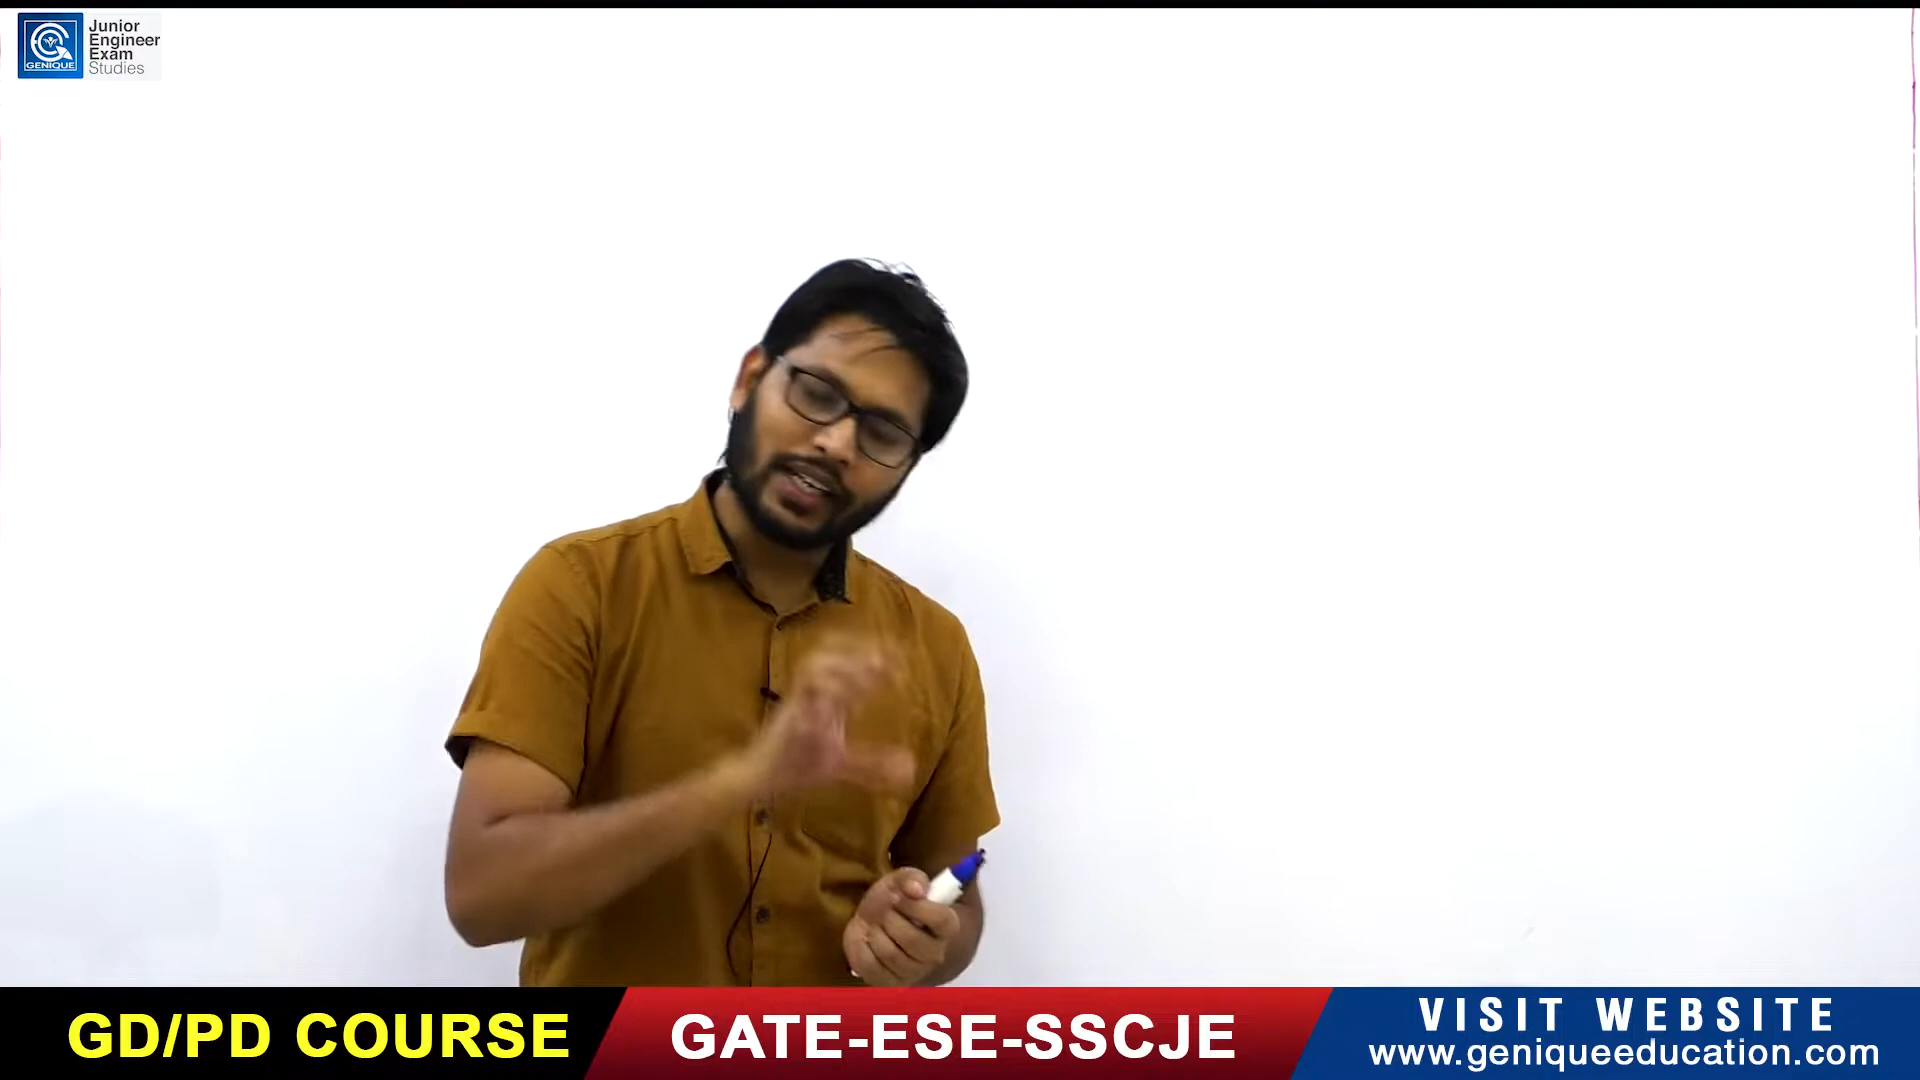 GENIQUE
Junior
Engineer
Exam
Studies
GD/PD COURSE
GATE-ESE-SSCJE
VISIT WEBSITE
www.geniqueeducation.com